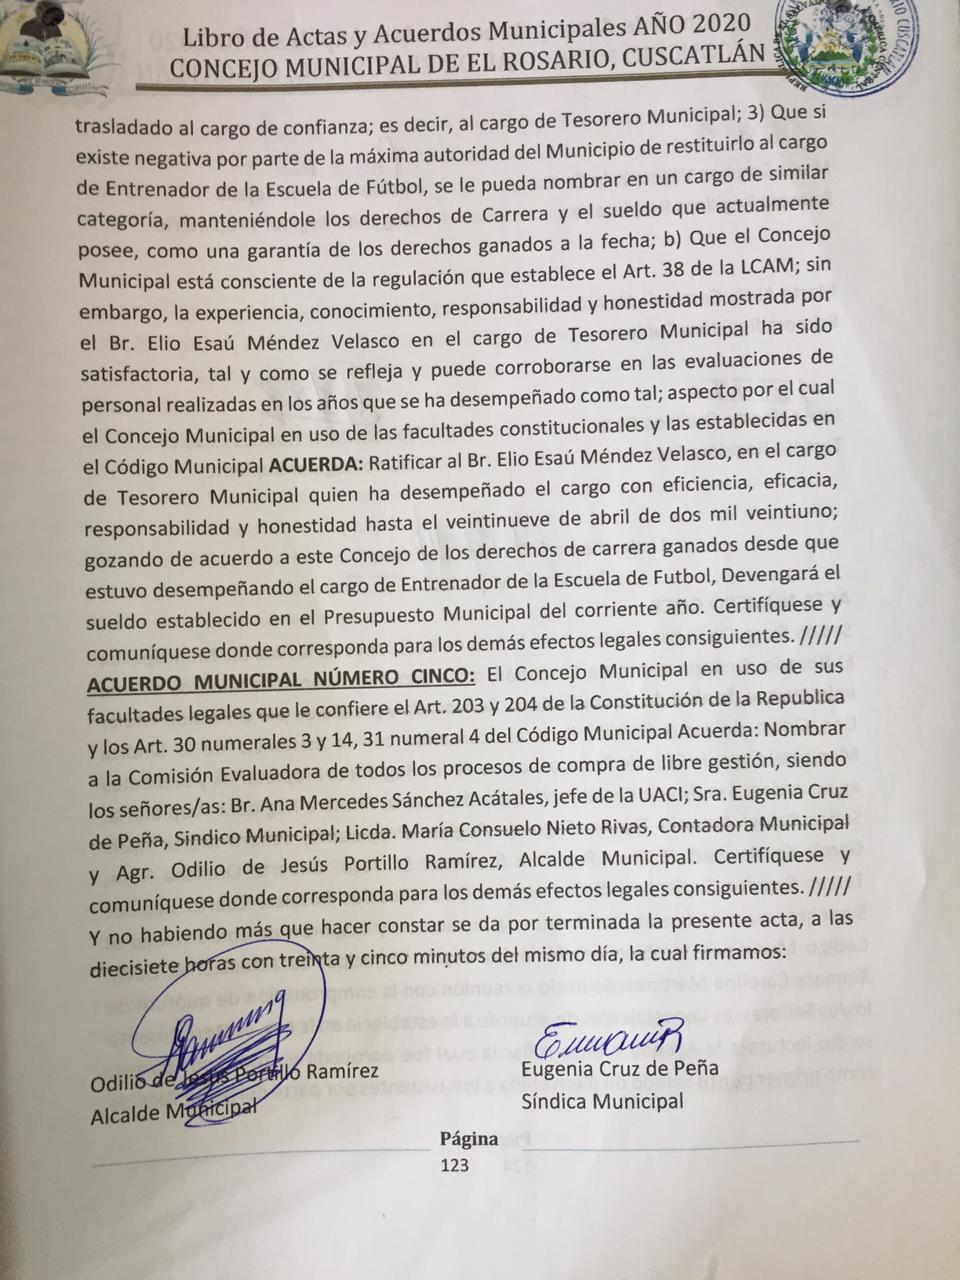 Libro de Actas y Acuerdos Municipales AÑO 2020
CONCEJO MUNICIPAL DE EL ROSARIO, CUSCATLÁN
trasladado al cargo de confianza; es decir, al cargo de Tesorero Municipal; 3) Que si
existe negativa por parte de la máxima autoridad del Municipio de restituirlo al cargo
de Entrenador de la Escuela de Fútbol, se le pueda nombrar en un cargo de similar
categoría, manteniéndole los derechos de Carrera y el sueldo que actualmente
posee, como una garantía de los derechos ganados a la fecha; b) Que el Concejo
Municipal está consciente de la regulación que establece el Art. 38 de la LCAM; sin
embargo, la experiencia, conocimiento, responsabilidad y honestidad mostrada por
el Br. Elio Esaú Méndez Velasco en el cargo de Tesorero Municipal ha sido
satisfactoria, tal y como se refleja y puede corroborarse en las evaluaciones de
personal realizadas en los años que se ha desempeñado como tal; aspecto por el cual
el Concejo Municipal en uso de las facultades constitucionales y las establecidas en
el Código Municipal ACUERDA: Ratificar al Br. Elio Esaú Méndez Velasco, en el cargo
de Tesorero Municipal quien ha desempeñado el cargo con eficiencia, eficacia,
responsabilidad y honestidad hasta el veintinueve de abril de dos mil veintiuno;
gozando de acuerdo a este Concejo de los derechos de carrera ganados desde que
estuvo desempeñando el cargo de Entrenador de la Escuela de Futbol, Devengará el
sueldo establecido en el Presupuesto Municipal del corriente año. Certifíquese y
comuníquese donde corresponda para los demás efectos legales consiguientes. /////
ACUERDO MUNICIPAL NÚMERO CINCO: El Concejo Municipal en uso de sus
facultades legales que le confiere el Art. 203 y 204 de la Constitución de la Republica
y los Art. 30 numerales 3 y 14, 31 numeral 4 del Código Municipal Acuerda: Nombrar
a la Comisión Evaluadora de todos los procesos de compra de libre gestión, siendo
los señores/as: Br. Ana Mercedes Sánchez Acátales, jefe de la UACI; Sra. Eugenia Cruz
de Peña, Sindico Municipal; Licda. María Consuelo Nieto Rivas, Contadora Municipal
y Agr. Odilio de Jesús Portillo Ramírez, Alcalde Municipal. Certifíquese y
comuníquese donde corresponda para los demás efectos legales consiguientes. /////
Y no habiendo más que hacer constar se da por terminada la presente acta, a las
diecisiete horas con treinta y cinco minutos del mismo día, la cual firmamos:
Odilio de Jesús Portillo Ramírez
Alcalde Municipal
Eugenia Cruz de Peña
Síndica Municipal
Página
123